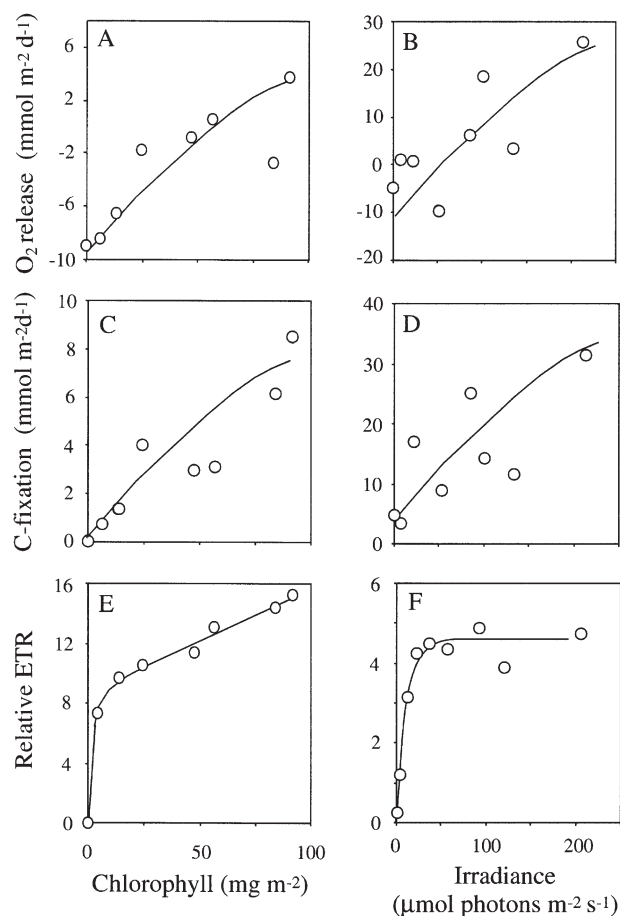 A
B
O₂ release (mmol m⁻² d⁻¹)
6
2
-2
-6
-10
30
20
10
0
-10
-20
C
D
C-fixation (mmol m⁻²d⁻¹)
10
8
6
4
2
0
40
30
20
10
0
E
F
Relative ETR
16
12
8
4
0
6
4
2
0
0 50 100
0 100 200
Chlorophyll (mg m⁻²)
Irradiance
(µmol photons m⁻² s⁻¹)